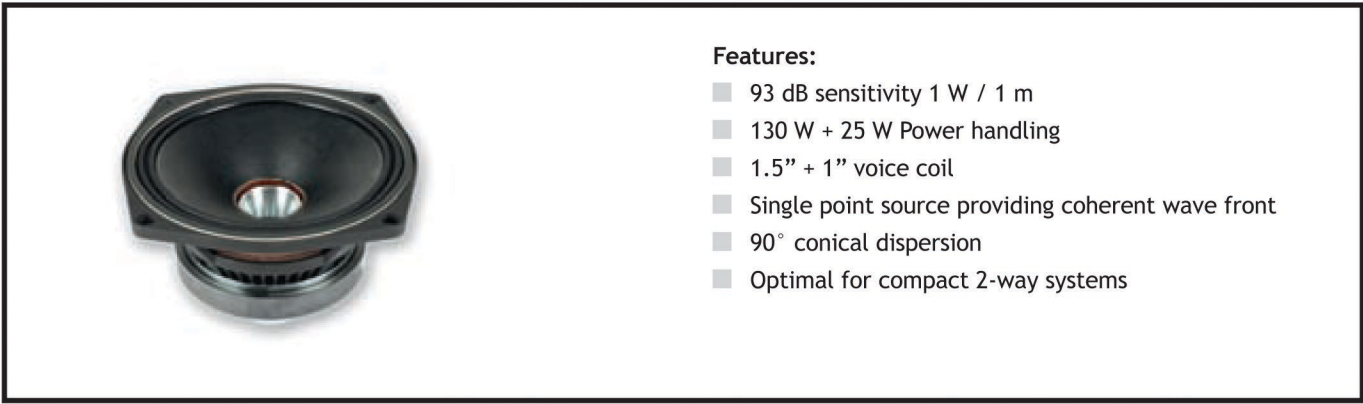 Features:
93 dB sensitivity 1 W / 1 m
130 W + 25 W Power handling
1.5” + 1” voice coil
Single point source providing coherent wave front
90° conical dispersion
Optimal for compact 2-way systems